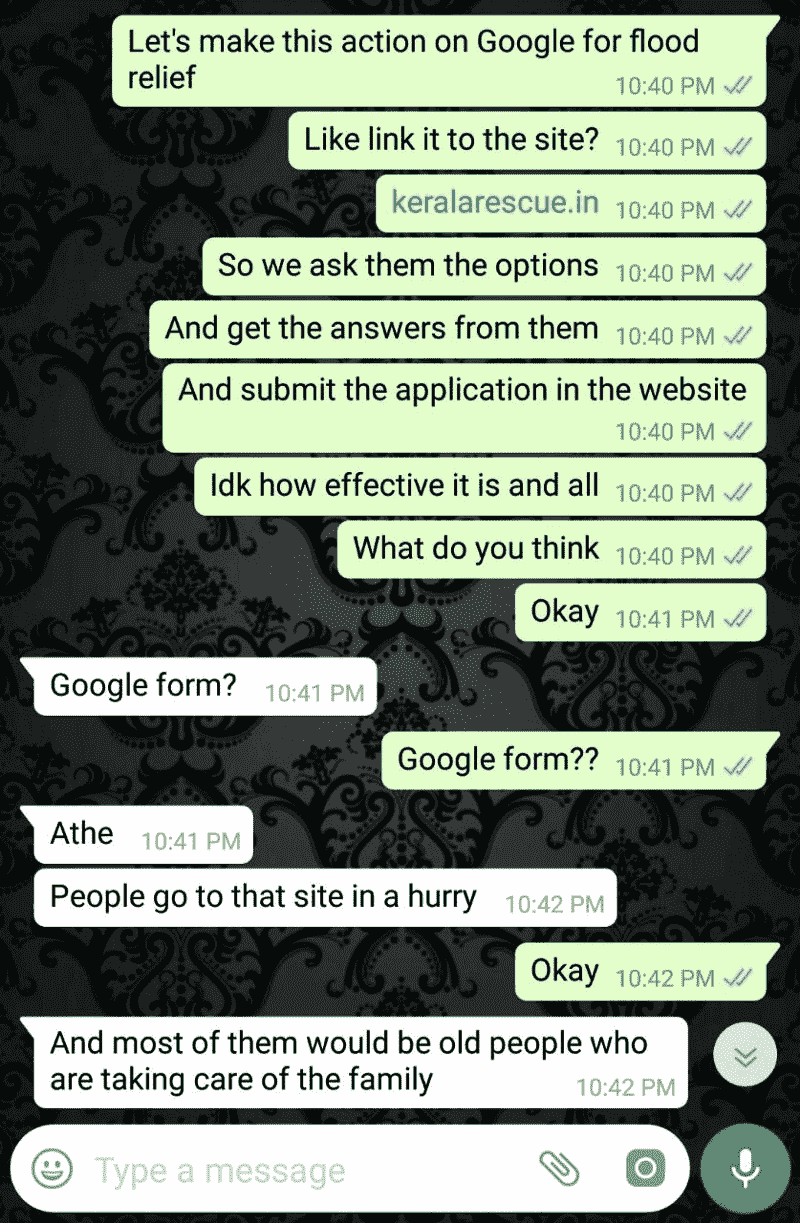 Let's make this action on Google for flood
relief
10:40 PM
Like link it to the site? 10:40 PM
keralarescue.in 10:40 PM
So we ask them the options 10:40 PM
And get the answers from them 10:40 PM
And submit the application in the website
10:40 PM
Idk how effective it is and all 10:40 PM
What do you think 10:40 PM
Okay 10:41 PM
Google form? 10:41 PM
Google form?? 10:41 PM
Athe 10:41 PM
People go to that site in a hurry 10:42 PM
Okay 10:42 PM
And most of them would be old people who
are taking care of the family 10:42 PM
Type a message